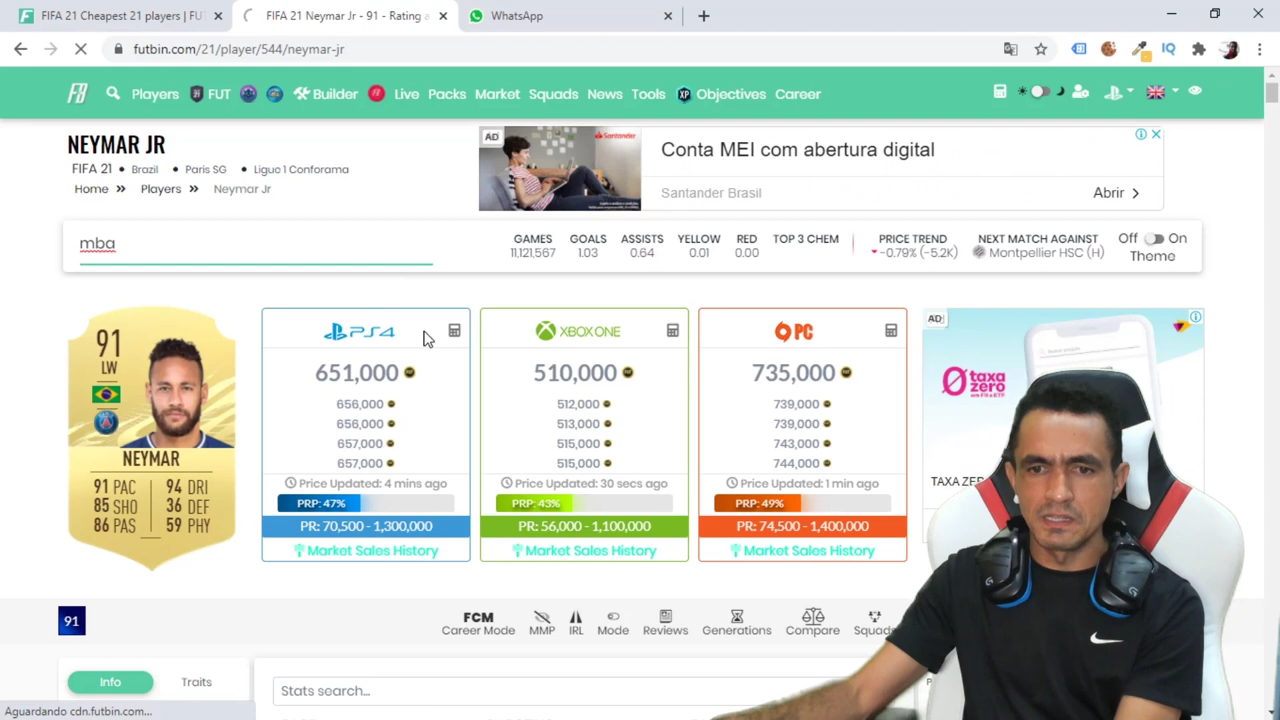 FIFA 21 Cheapest 21 players | FU
FIFA 21 Neymar Jr - 91 - Rating a
WhatsApp
futbin.com/21/player/544/neymar-jr
IQ
Players
FUT
Builder
Live
Packs
Market
Squads
News
Tools
XP
Objectives
Career
NEYMAR JR
FIFA 21 • Brazil • Paris SG • Ligue 1 Conforama
Home » Players » Neymar Jr
AD
Santander
Conta MEI com abertura digital
Santander Brasil
Abrir
mba
GAMES
11,121,567
GOALS
1.03
ASSISTS
0.64
YELLOW
0.01
RED
0.00
TOP 3 CHEM
PRICE TREND
-0.79% (-5.2K)
NEXT MATCH AGAINST
Montpellier HSC (H)
Off On
Theme
91
LW
NEYMAR
91 PAC 94 DRI
85 SHO 36 DEF
86 PAS 59 PHY
PS4
651,000
656,000
656,000
657,000
657,000
Price Updated: 4 mins ago
PRP: 47%
PR: 70,500 - 1,300,000
Market Sales History
XBOX ONE
510,000
512,000
513,000
515,000
515,000
Price Updated: 30 secs ago
PRP: 43%
PR: 56,000 - 1,100,000
Market Sales History
PC
735,000
739,000
739,000
743,000
744,000
Price Updated: 1 min ago
PRP: 49%
PR: 74,500 - 1,400,000
Market Sales History
AD
taxa
zero
TAXA ZER
91
FCM
Career Mode
MMP
IRL
Mode
Reviews
Generations
Compare
Squads
Info
Traits
Stats search...
Aguardando cdn.futbin.com...